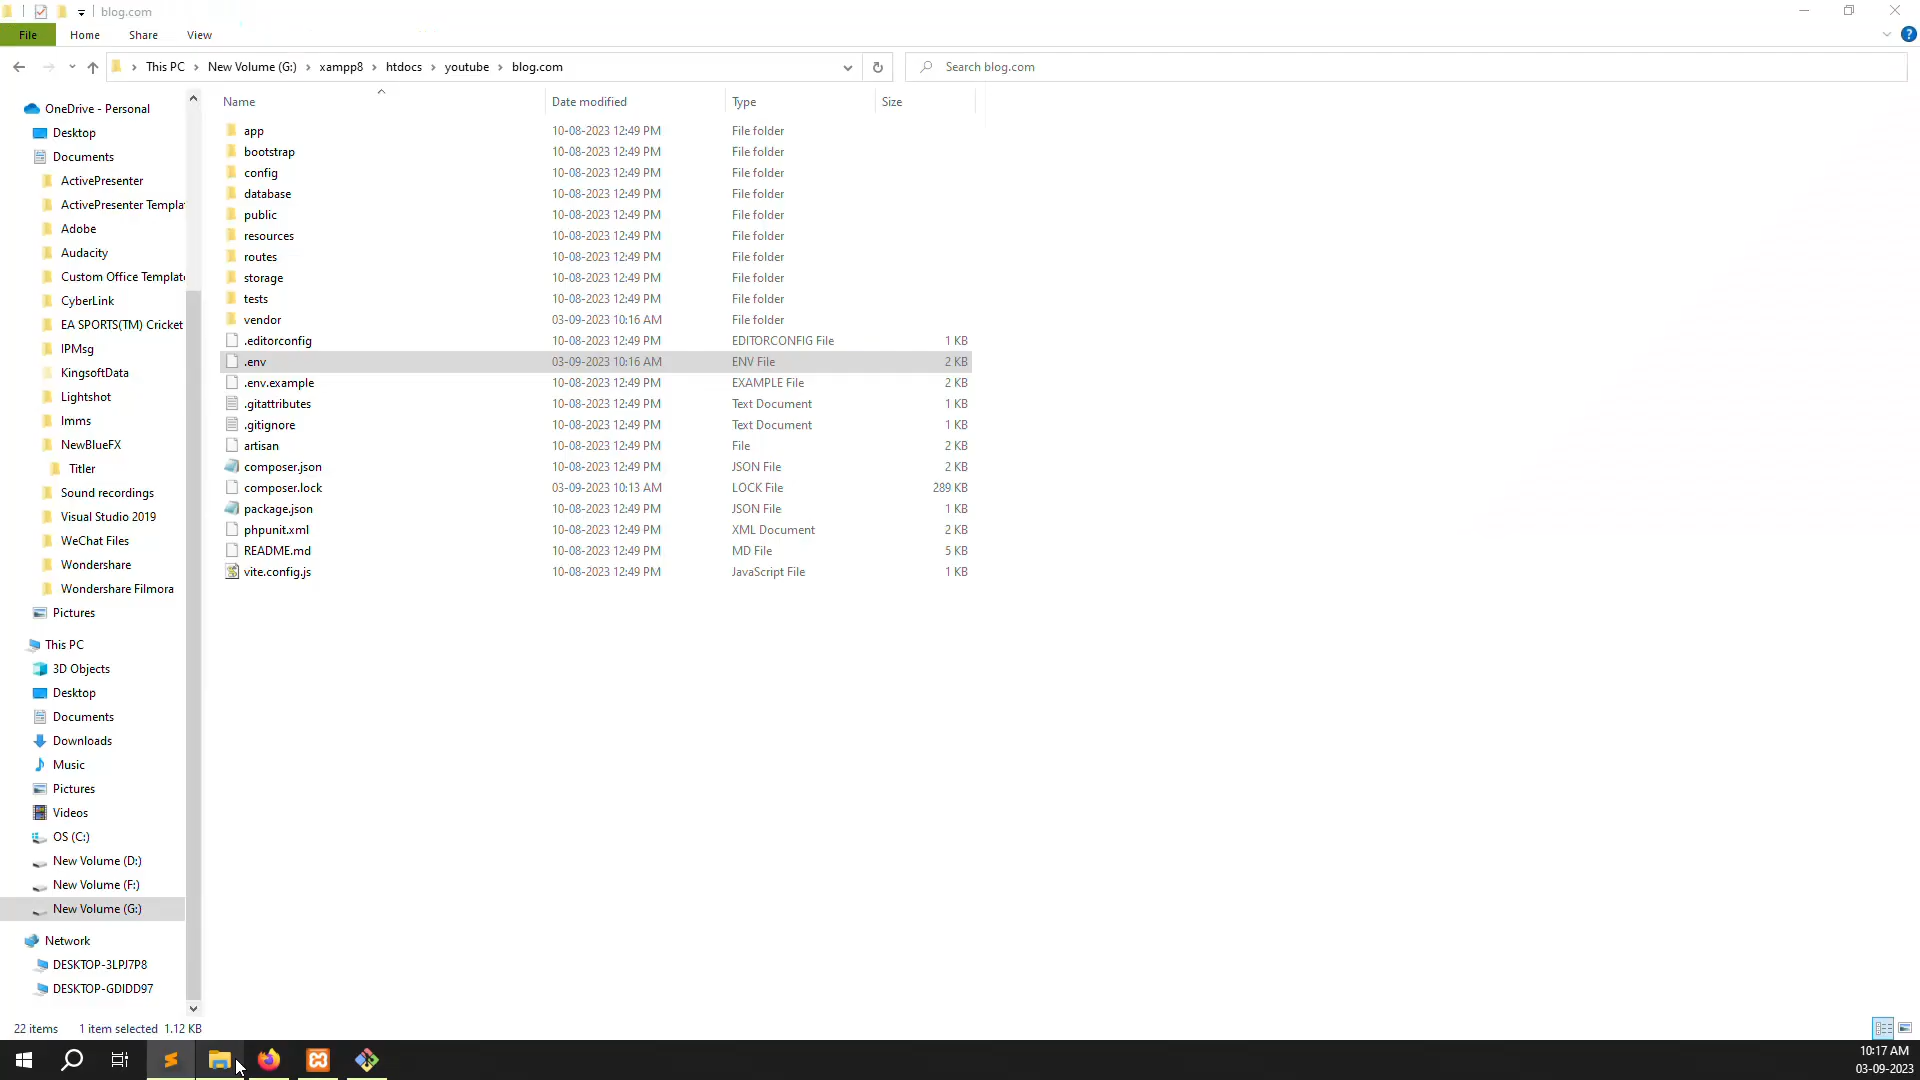 blog.com
File Home Share View
This PC New Volume (G:) xampp8 htdocs youtube blog.com Search blog.com
Name Date modified Type Size
OneDrive - Personal
Desktop
Documents
ActivePresenter
ActivePresenter Templat
Adobe
Audacity
Custom Office Template
CyberLink
EA SPORTS(TM) Cricket
IPMsg
KingsoftData
Lightshot
Imms
NewBlueFX
Titler
Sound recordings
Visual Studio 2019
WeChat Files
Wondershare
Wondershare Filmora
Pictures
This PC
3D Objects
Desktop
Documents
Downloads
Music
Pictures
Videos
OS (C:)
New Volume (D:)
New Volume (F:)
New Volume (G:)
Network
DESKTOP-3LPJ7P8
DESKTOP-GDIDD97
app 10-08-2023 12:49 PM File folder
bootstrap 10-08-2023 12:49 PM File folder
config 10-08-2023 12:49 PM File folder
database 10-08-2023 12:49 PM File folder
public 10-08-2023 12:49 PM File folder
resources 10-08-2023 12:49 PM File folder
routes 10-08-2023 12:49 PM File folder
storage 10-08-2023 12:49 PM File folder
tests 10-08-2023 12:49 PM File folder
vendor 03-09-2023 10:16 AM File folder
.editorconfig 10-08-2023 12:49 PM EDITORCONFIG File 1 KB
.env 03-09-2023 10:16 AM ENV File 2 KB
.env.example 10-08-2023 12:49 PM EXAMPLE File 2 KB
.gitattributes 10-08-2023 12:49 PM Text Document 1 KB
.gitignore 10-08-2023 12:49 PM Text Document 1 KB
artisan 10-08-2023 12:49 PM File 2 KB
composer.json 10-08-2023 12:49 PM JSON File 2 KB
composer.lock 03-09-2023 10:13 AM LOCK File 289 KB
package.json 10-08-2023 12:49 PM JSON File 1 KB
phpunit.xml 10-08-2023 12:49 PM XML Document 2 KB
README.md 10-08-2023 12:49 PM MD File 5 KB
vite.config.js 10-08-2023 12:49 PM JavaScript File 1 KB
22 items 1 item selected 1.12 KB
10:17 AM
03-09-2023